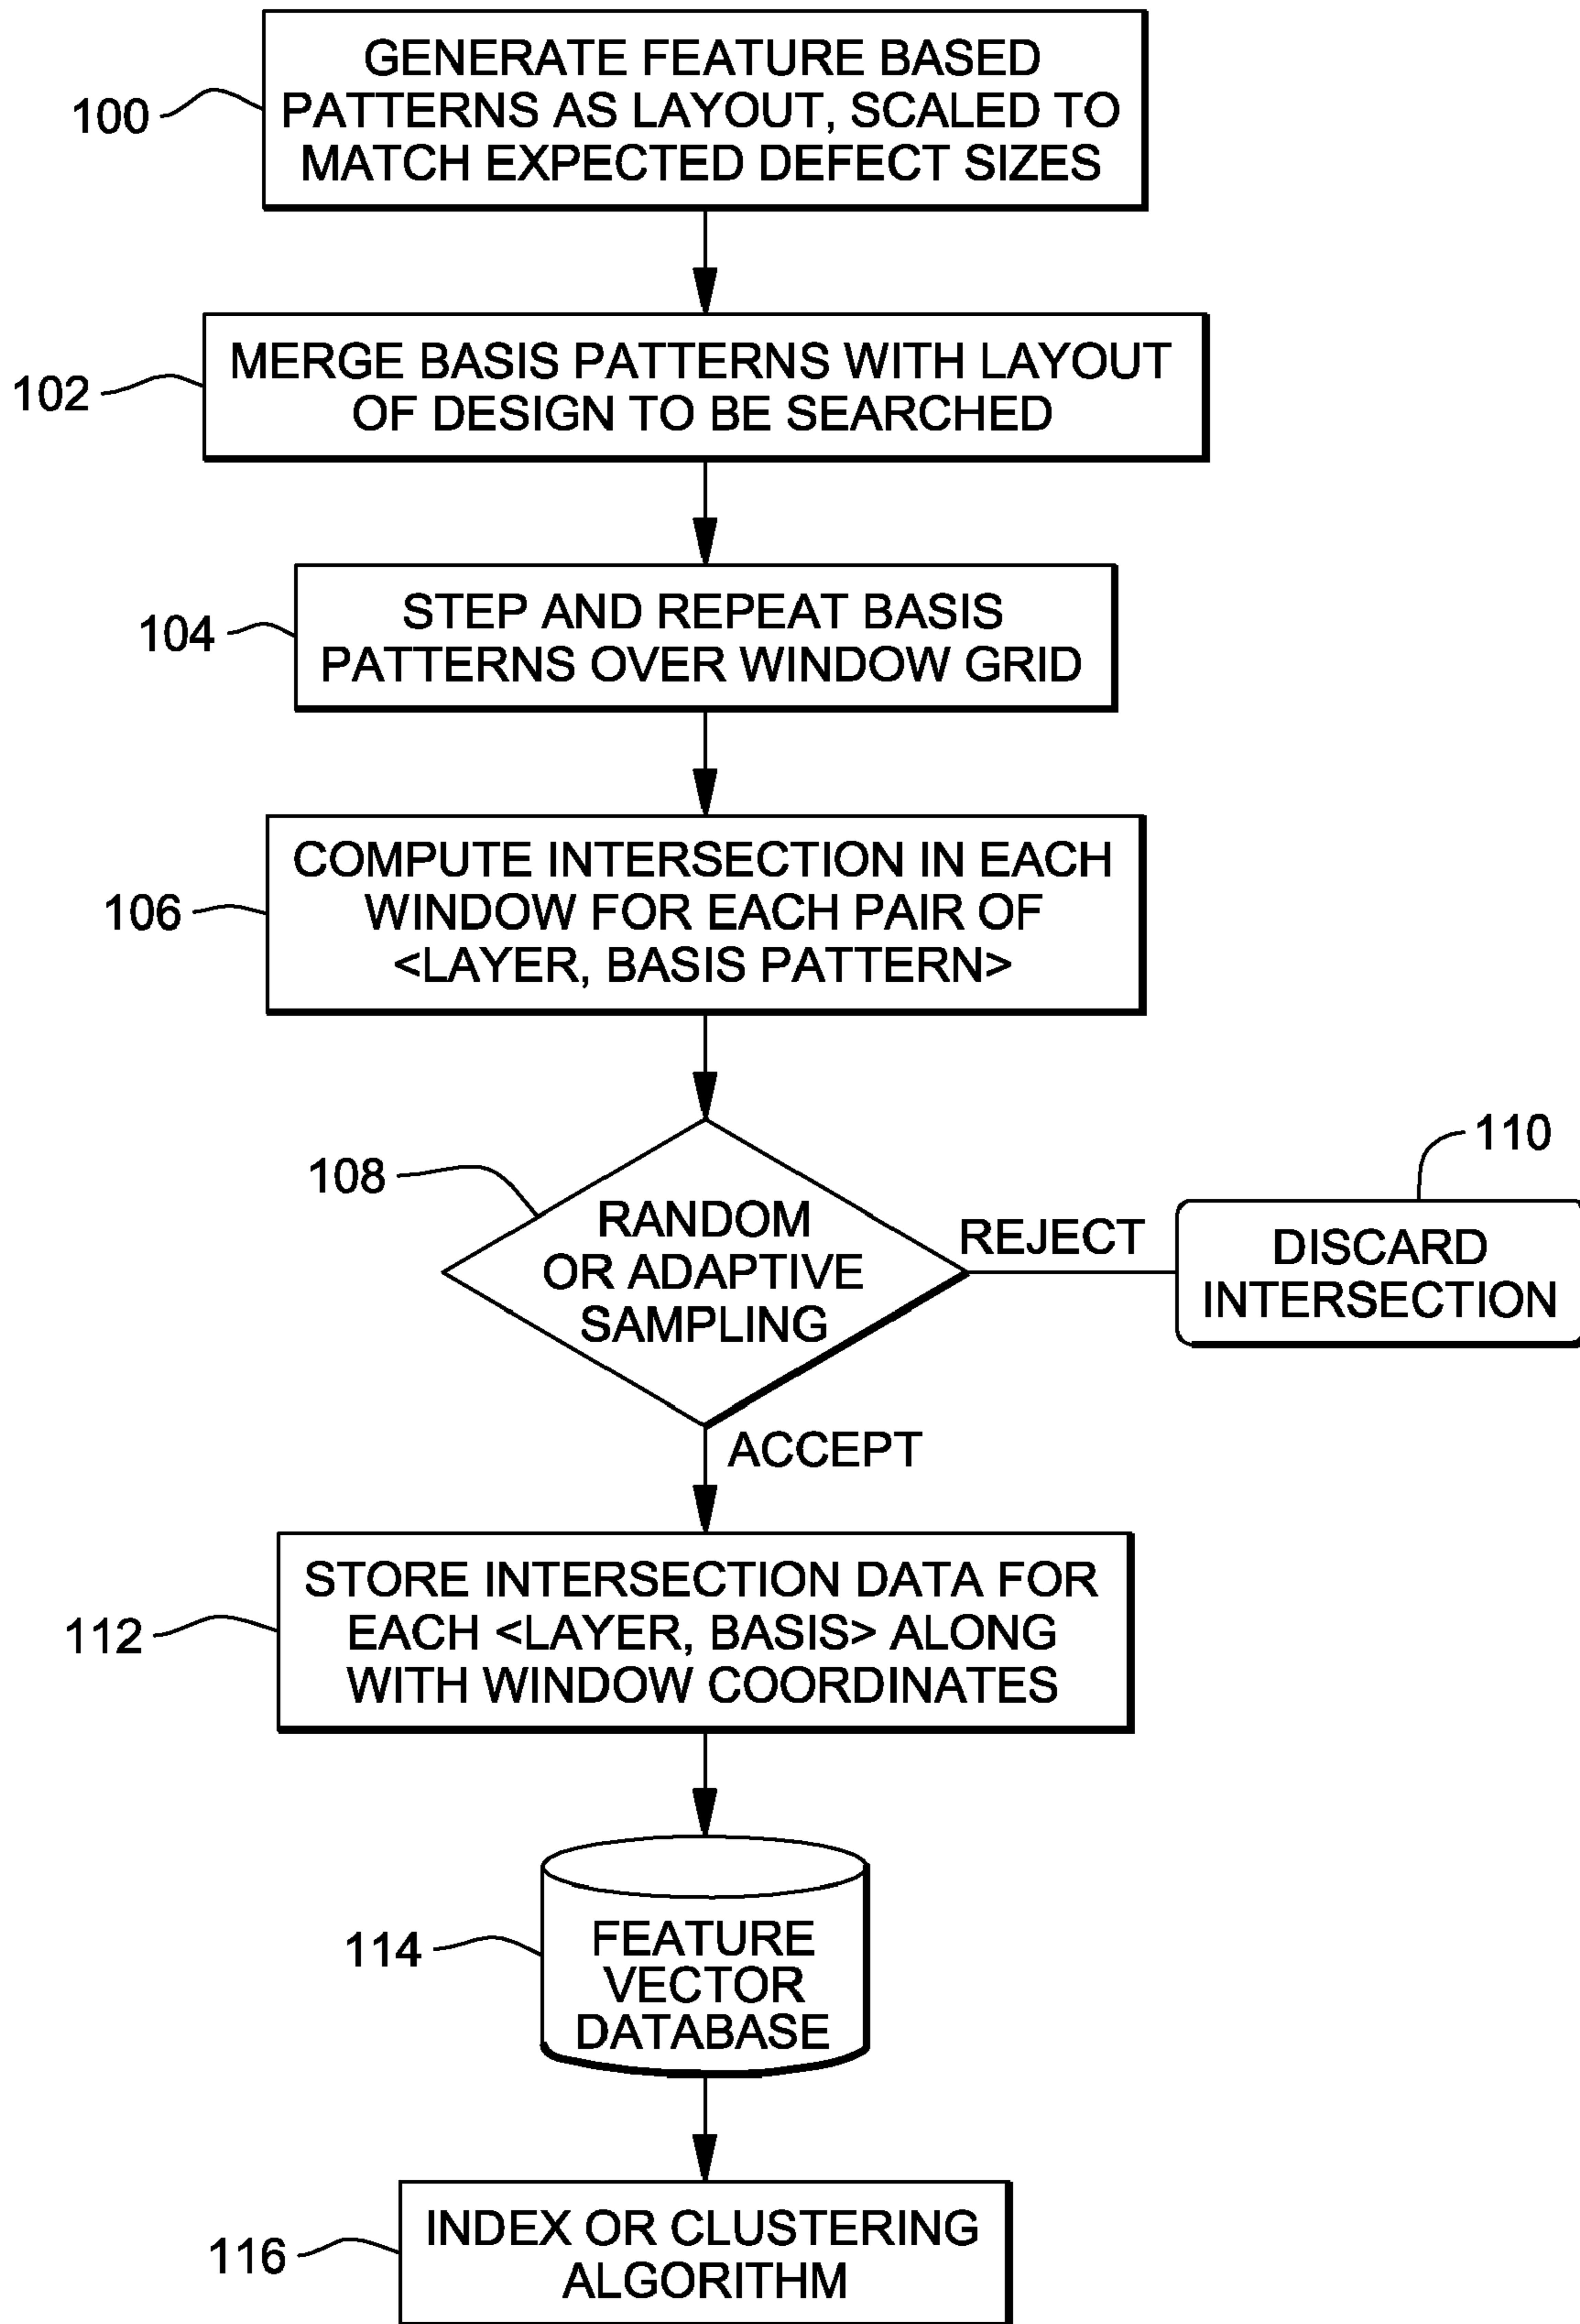 GENERATE FEATURE BASED
PATTERNS AS LAYOUT, SCALED TO
MATCH EXPECTED DEFECT SIZES
100
MERGE BASIS PATTERNS WITH LAYOUT
OF DESIGN TO BE SEARCHED
102
STEP AND REPEAT BASIS
PATTERNS OVER WINDOW GRID
104
COMPUTE INTERSECTION IN EACH
WINDOW FOR EACH PAIR OF
<LAYER, BASIS PATTERN>
106
108
RANDOM
OR ADAPTIVE
SAMPLING
REJECT
110
DISCARD
INTERSECTION
ACCEPT
STORE INTERSECTION DATA FOR
EACH <LAYER, BASIS> ALONG
WITH WINDOW COORDINATES
112
FEATURE
VECTOR
DATABASE
114
INDEX OR CLUSTERING
ALGORITHM
116